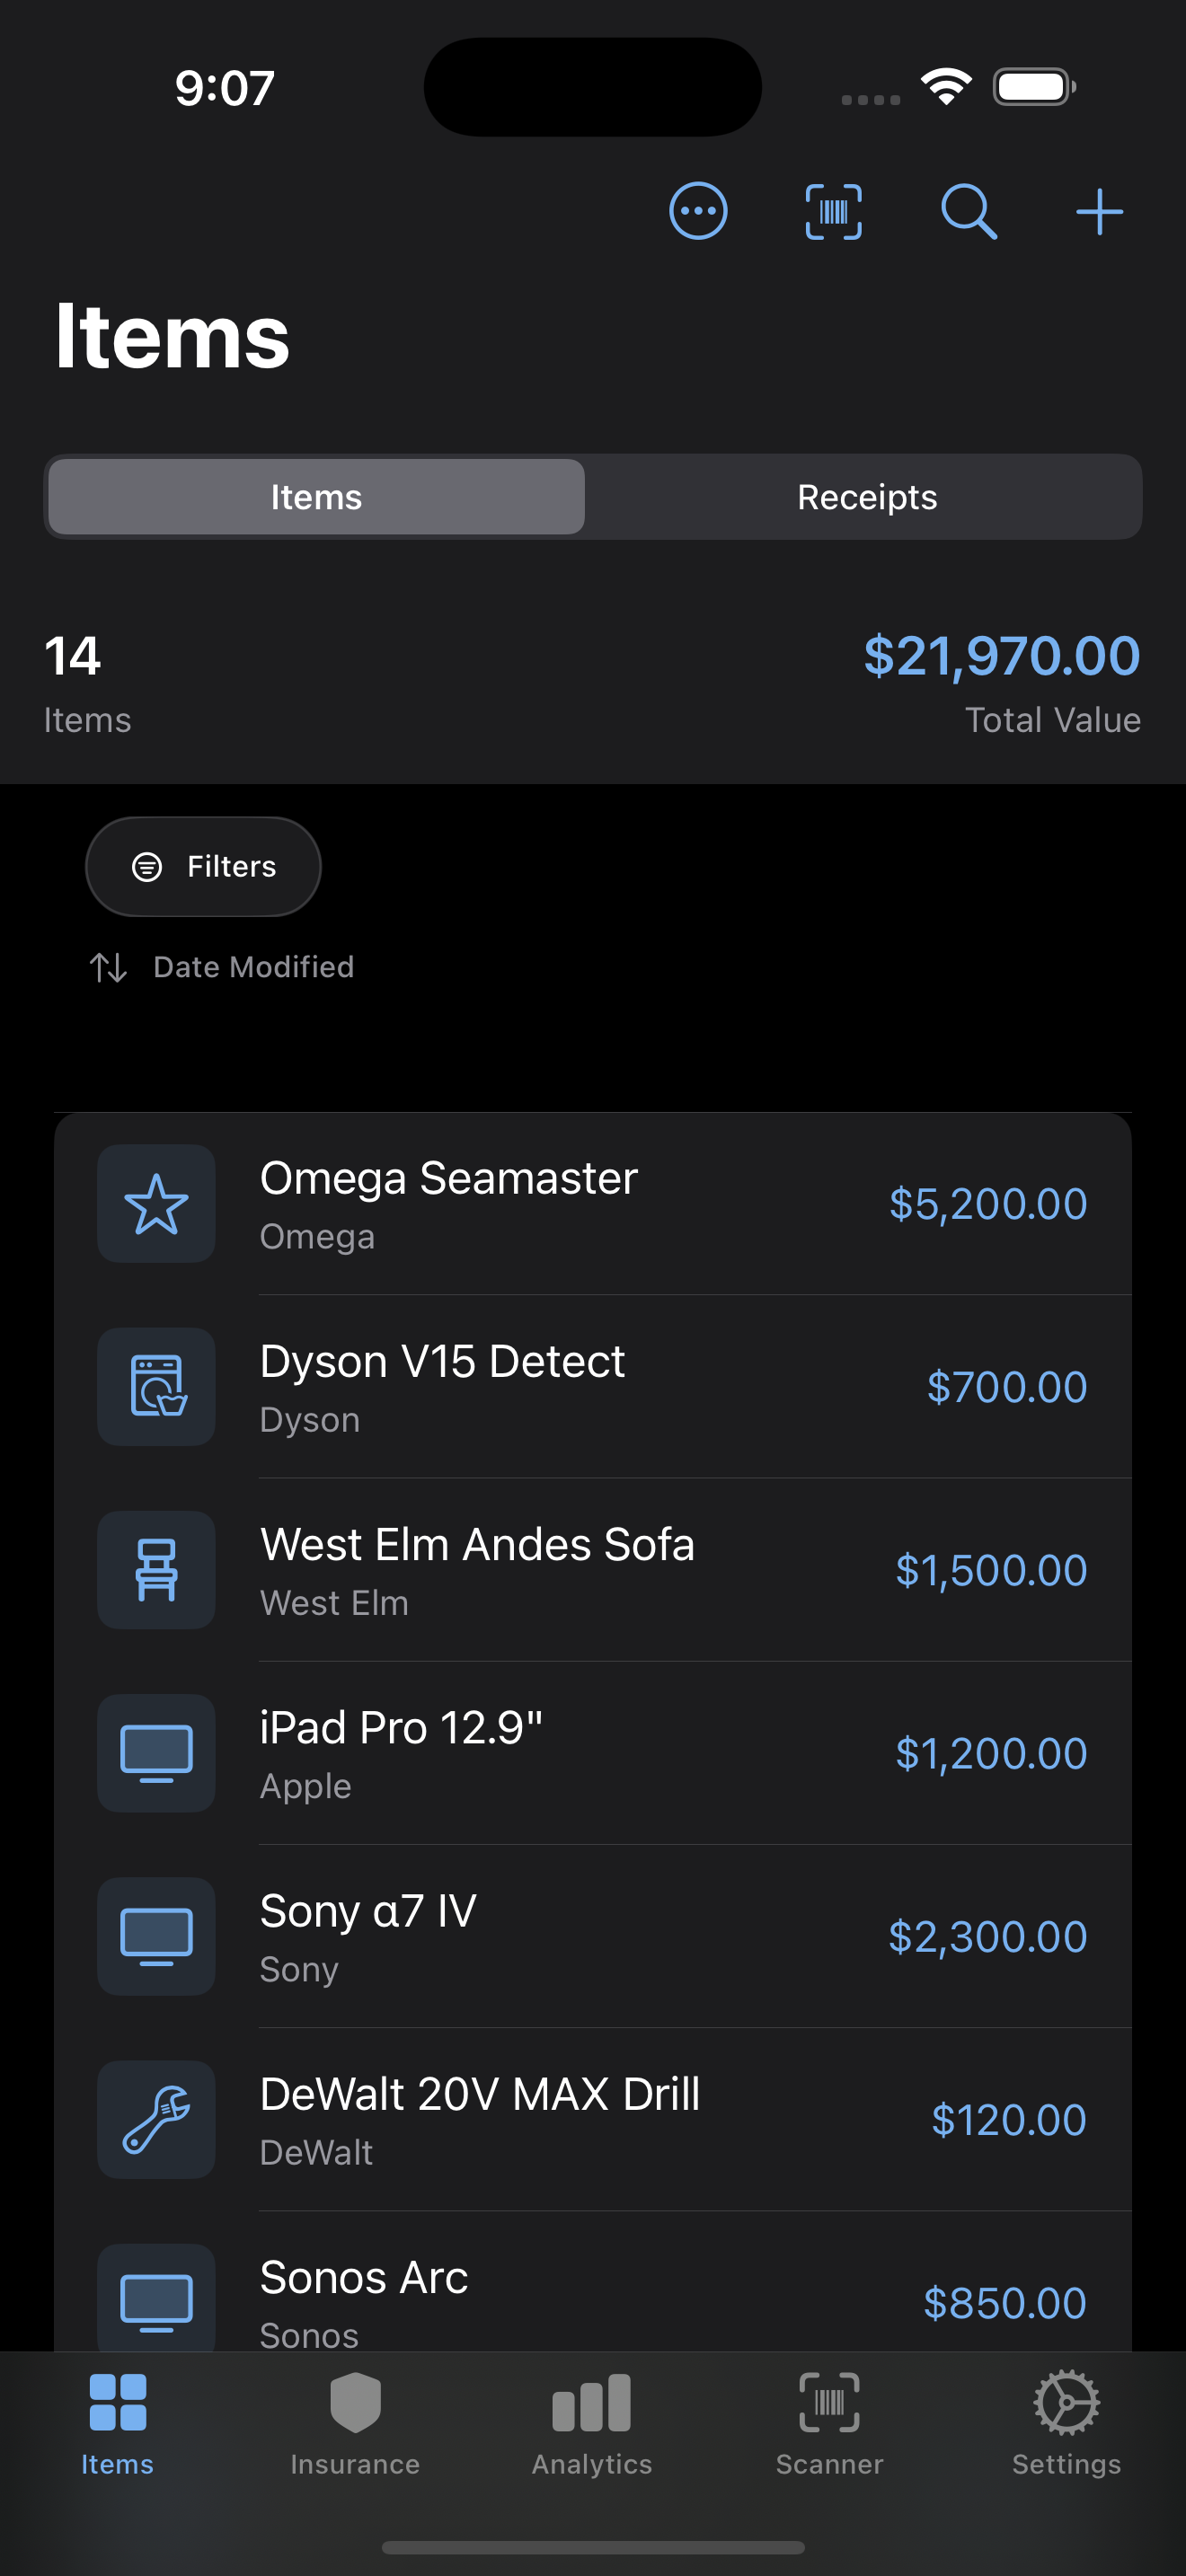 9:07
Items
Items
Receipts
14
$21,970.00
Items
Total Value
Filters
Date Modified
Omega Seamaster
Omega
$5,200.00
Dyson V15 Detect
Dyson
$700.00
West Elm Andes Sofa
West Elm
$1,500.00
iPad Pro 12.9"
Apple
$1,200.00
Sony α7 IV
Sony
$2,300.00
DeWalt 20V MAX Drill
DeWalt
$120.00
Sonos Arc
Sonos
$850.00
Items
Insurance
Analytics
Scanner
Settings